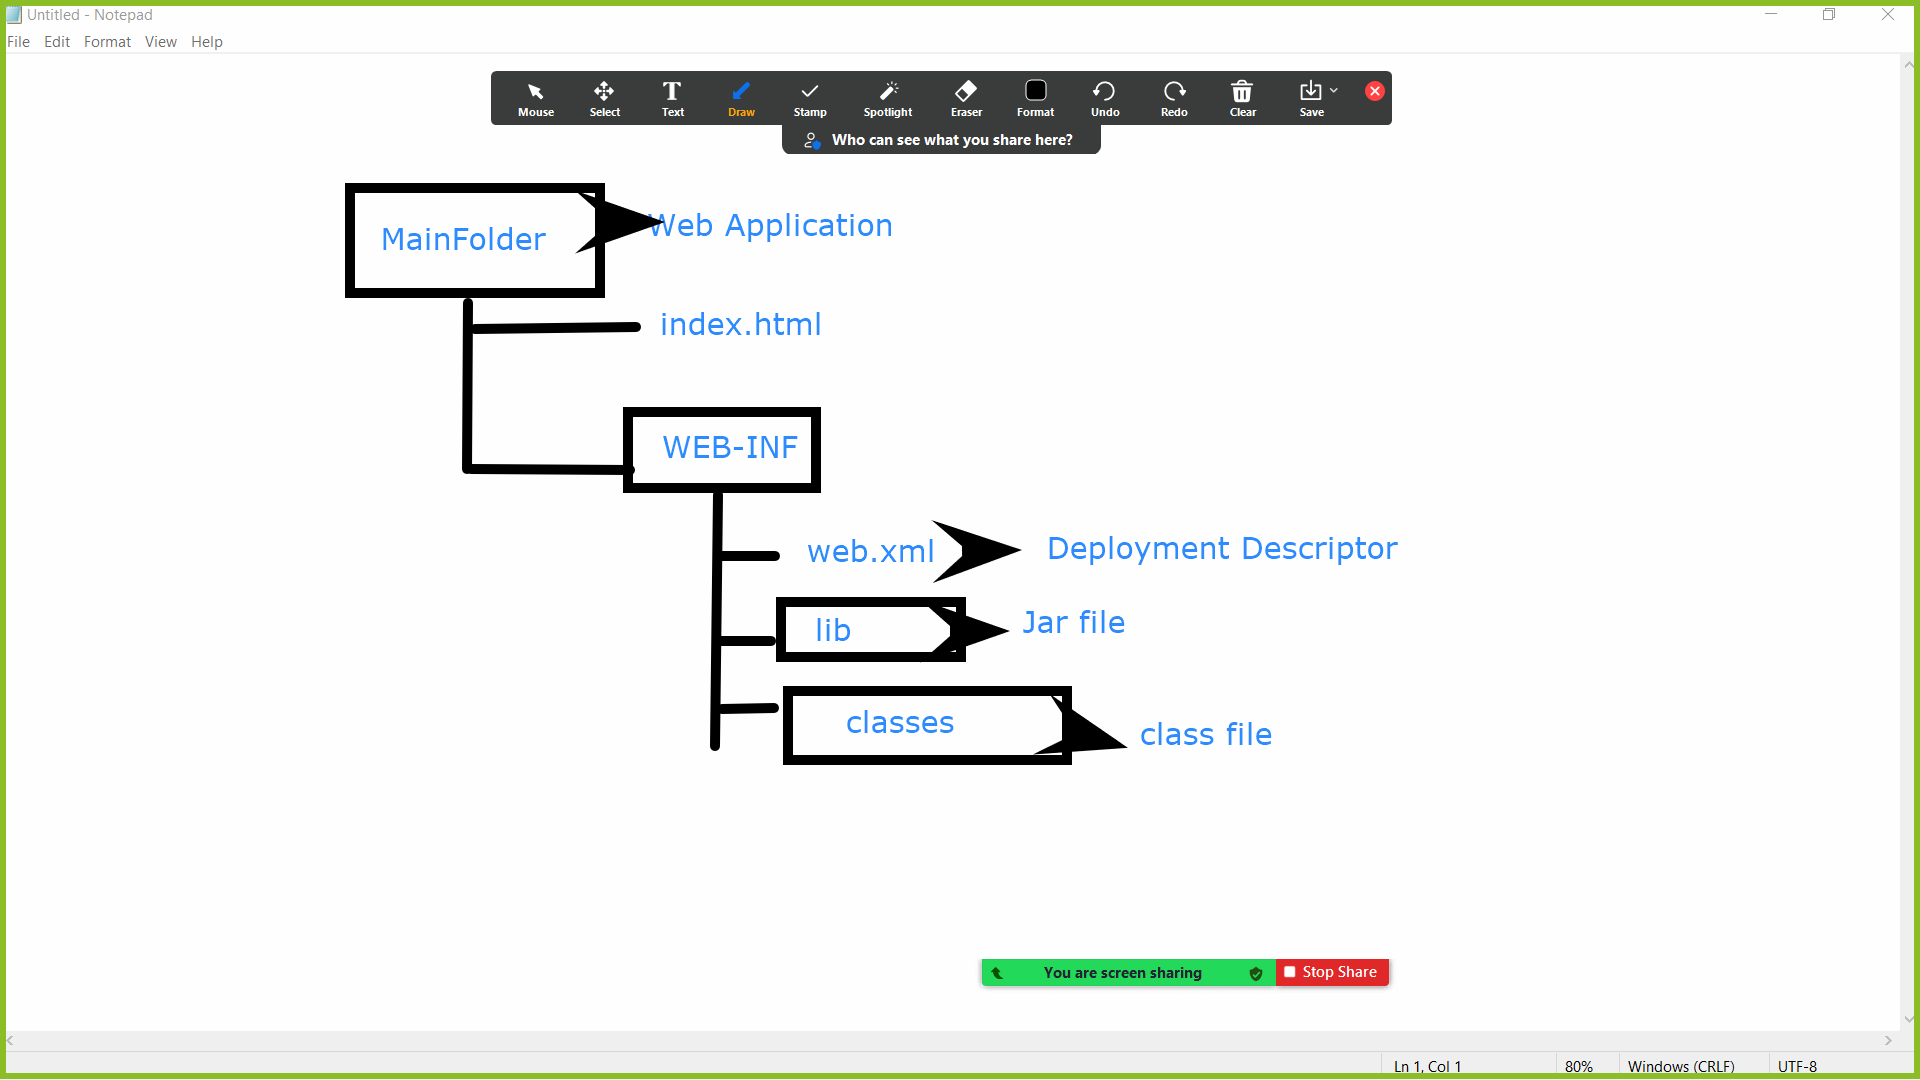 Untitled - Notepad
File Edit Format View Help
Mouse Select Text Draw Stamp Spotlight Eraser Format Undo Redo Clear Save
Who can see what you share here?
MainFolder Web Application
index.html
WEB-INF
web.xml Deployment Descriptor
lib Jar file
classes class file
You are screen sharing Stop Share
Ln 1, Col 1 80% Windows (CRLF) UTF-8